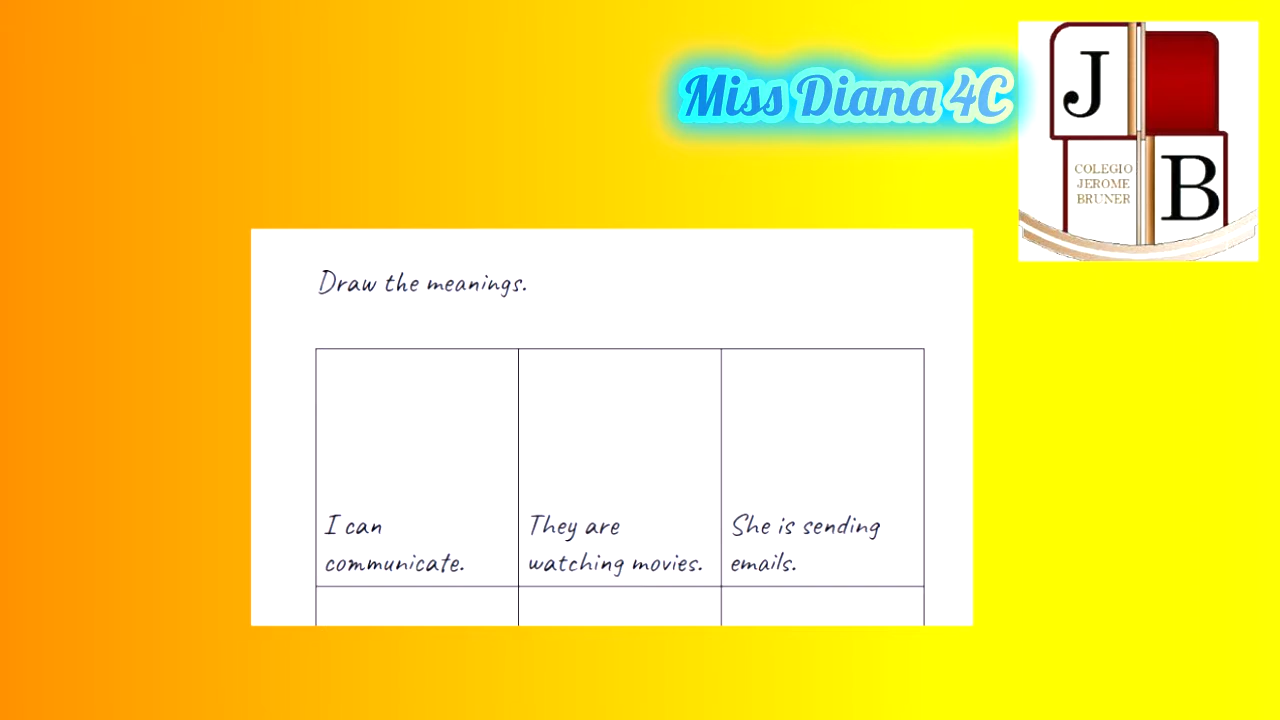 Miss Diana 4C
J
COLEGIO
JEROME
BRUNER
B
Draw the meanings.
I can
communicate.
They are
watching movies.
She is sending
emails.